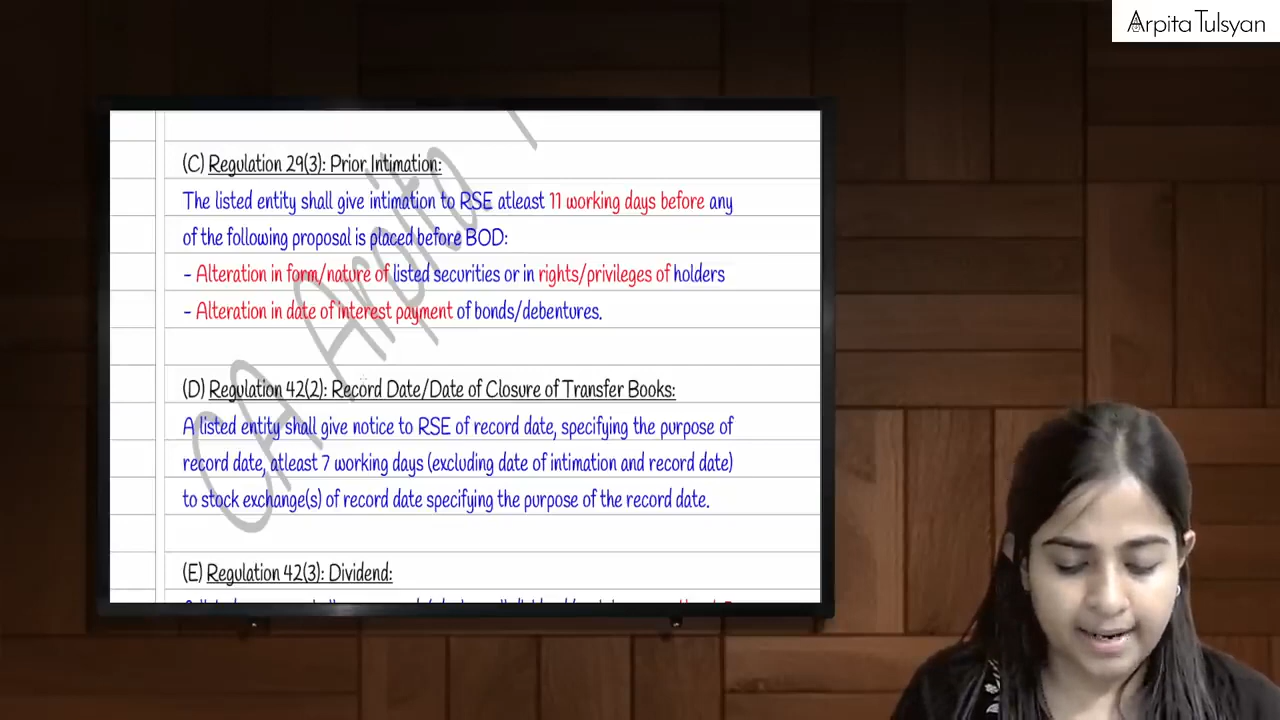 Arpita Tulsyan
(C) Regulation 29(3): Prior Intimation:
The listed entity shall give intimation to RSE atleast 11 working days before any
of the following proposal is placed before BOD:
- Alteration in form/nature of listed securities or in rights/privileges of holders
- Alteration in date of interest payment of bonds/debentures.
(D) Regulation 42(2): Record Date/Date of Closure of Transfer Books:
A listed entity shall give notice to RSE of record date, specifying the purpose of
record date, atleast 7 working days (excluding date of intimation and record date)
to stock exchange(s) of record date specifying the purpose of the record date.
(E) Regulation 42(3): Dividend:
CA Arpita